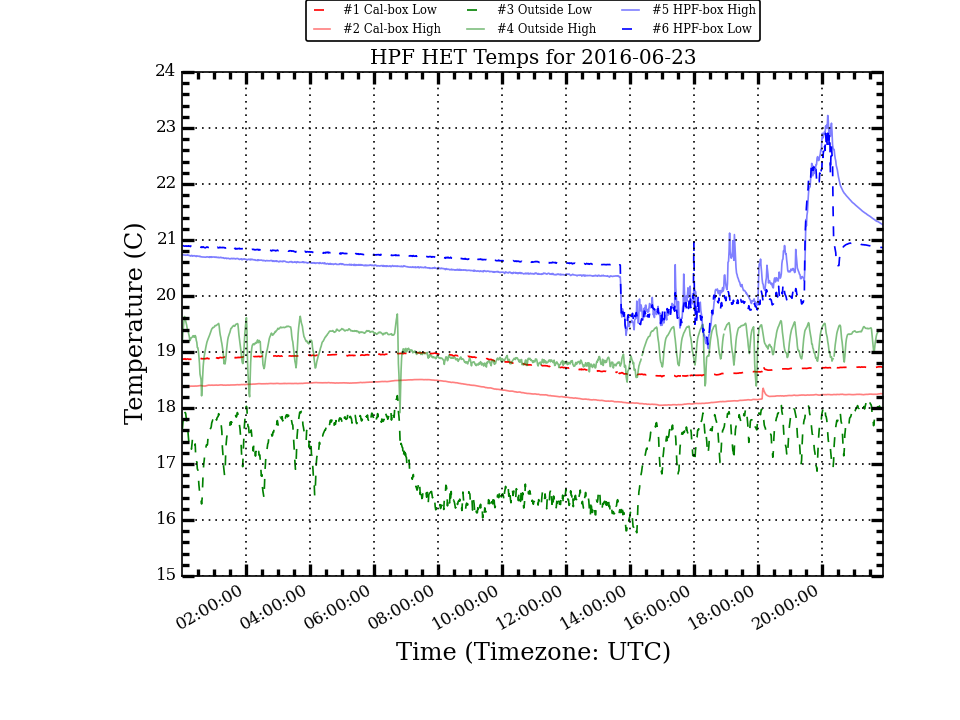 #1 Cal-box Low #3 Outside Low #5 HPF-box High
#2 Cal-box High #4 Outside High #6 HPF-box Low
HPF HET Temps for 2016-06-23
24
23
22
21
20
19
18
17
16
15
Temperature (C)
02:00:00 04:00:00 06:00:00 08:00:00 10:00:00 12:00:00 14:00:00 16:00:00 18:00:00 20:00:00
Time (Timezone: UTC)